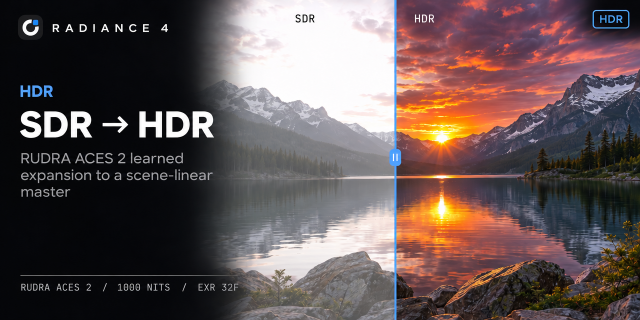 RADIANCE 4
SDR
HDR
HDR
HDR
SDR → HDR
RUDRA ACES 2 learned
expansion to a scene-linear
master
RUDRA ACES 2 / 1000 NITS / EXR 32F